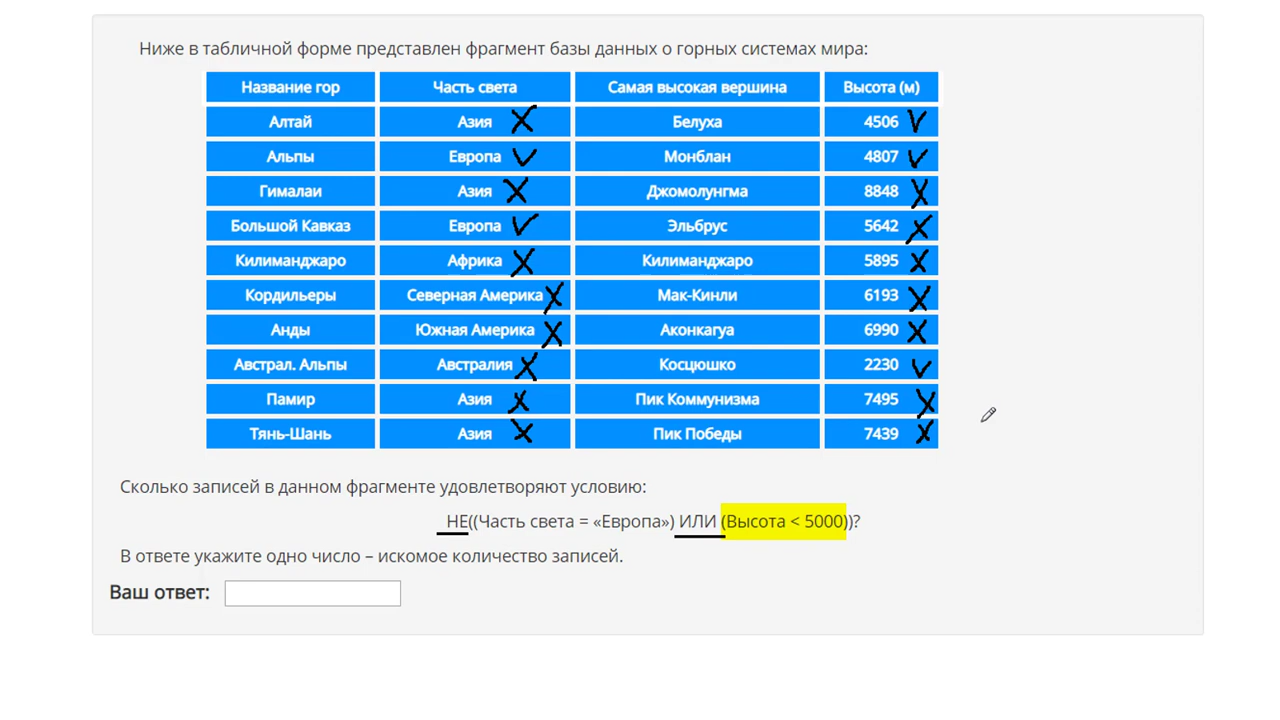 Ниже в табличной форме представлен фрагмент базы данных о горных системах мира:
Название гор Часть света Самая высокая вершина Высота (м)
Алтай Азия Белуха 4506
Альпы Европа Монблан 4807
Гималаи Азия Джомолунгма 8848
Большой Кавказ Европа Эльбрус 5642
Килиманджаро Африка Килиманджаро 5895
Кордильеры Северная Америка Мак-Кинли 6193
Анды Южная Америка Аконкагуа 6990
Австрал. Альпы Австралия Косцюшко 2230
Памир Азия Пик Коммунизма 7495
Тянь-Шань Азия Пик Победы 7439
Сколько записей в данном фрагменте удовлетворяют условию:
НЕ((Часть света = «Европа») ИЛИ (Высота < 5000))?
В ответе укажите одно число – искомое количество записей.
Ваш ответ: